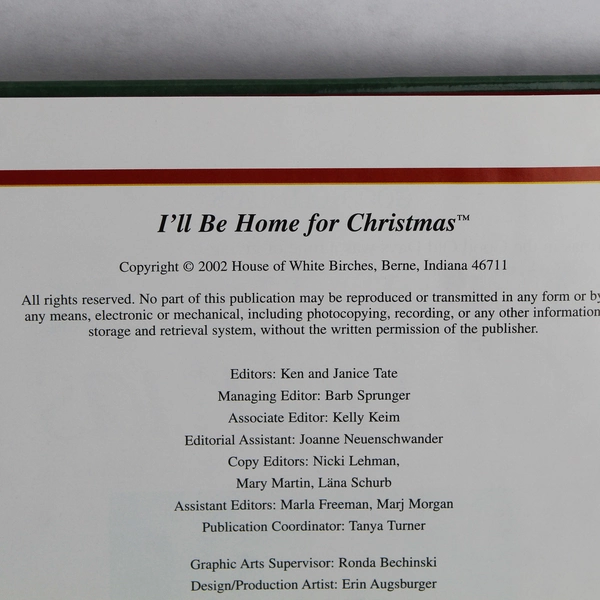 I'll Be Home for Christmas™
Copyright © 2002 House of White Birches, Berne, Indiana 46711
All rights reserved. No part of this publication may be reproduced or transmitted in any form or by
any means, electronic or mechanical, including photocopying, recording, or any other information
storage and retrieval system, without the written permission of the publisher.
Editors: Ken and Janice Tate
Managing Editor: Barb Sprunger
Associate Editor: Kelly Keim
Editorial Assistant: Joanne Neuenschwander
Copy Editors: Nicki Lehman,
Mary Martin, Läna Schurb
Assistant Editors: Marla Freeman, Marj Morgan
Publication Coordinator: Tanya Turner
Graphic Arts Supervisor: Ronda Bechinski
Design/Production Artist: Erin Augsburger